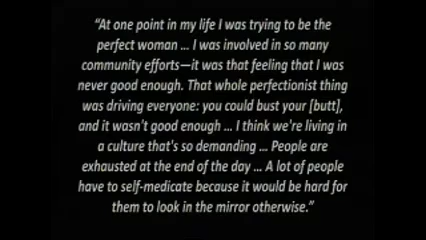 “At one point in my life I was trying to be the
perfect woman ... I was involved in so many
community efforts—it was that feeling that I was
never good enough. That whole perfectionist thing
was driving everyone: you could bust your [butt],
and it wasn't good enough ... I think we're living in
a culture that's so demanding ... People are
exhausted at the end of the day ... A lot of people
have to self-medicate because it would be hard for
them to look in the mirror otherwise.”